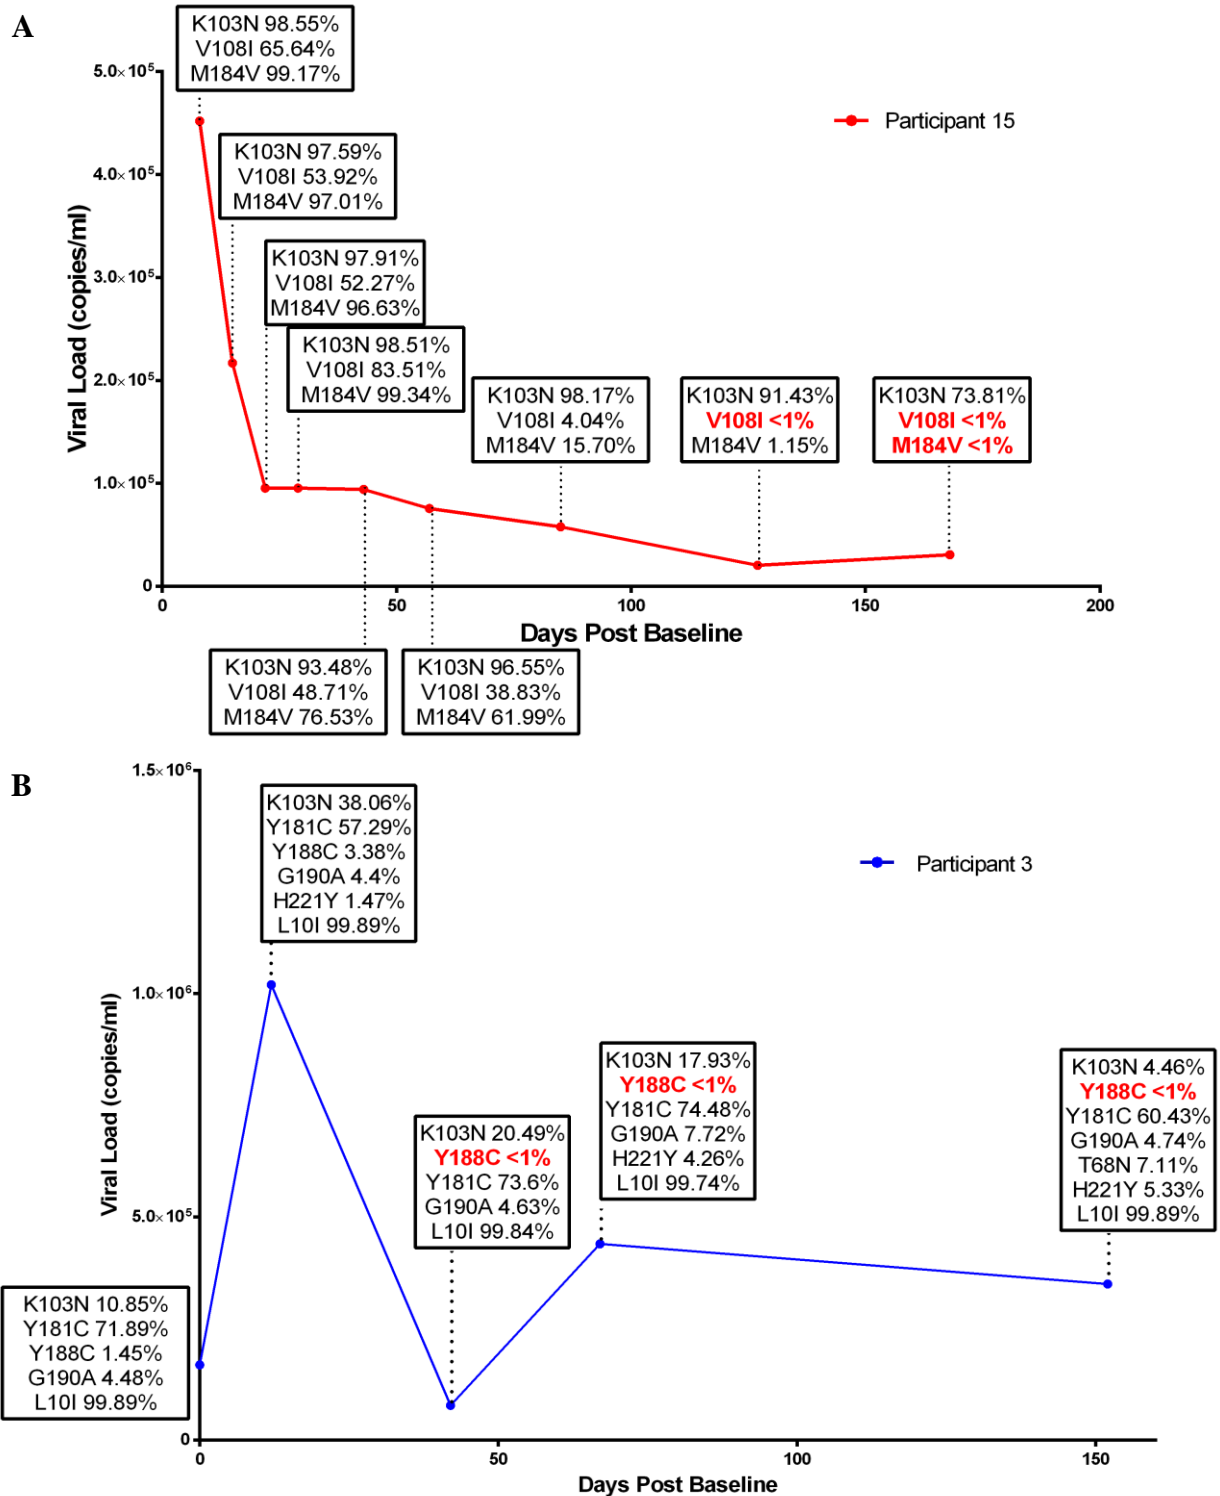 A
K103N 98.55%
V108I 65.64%
M184V 99.17%
5.0×10⁵
4.0×10⁵
3.0×10⁵
2.0×10⁵
1.0×10⁵
0
Viral Load (copies/ml)
Participant 15
K103N 97.59%
V108I 53.92%
M184V 97.01%
K103N 97.91%
V108I 52.27%
M184V 96.63%
K103N 98.51%
V108I 83.51%
M184V 99.34%
K103N 98.17%
V108I 4.04%
M184V 15.70%
K103N 91.43%
V108I <1%
M184V 1.15%
K103N 73.81%
V108I <1%
M184V <1%
0 50 100 150 200
Days Post Baseline
K103N 93.48%
V108I 48.71%
M184V 76.53%
K103N 96.55%
V108I 38.83%
M184V 61.99%
B
1.5×10⁶
1.0×10⁶
5.0×10⁵
0
Viral Load (copies/ml)
Participant 3
K103N 10.85%
Y181C 71.89%
Y188C 1.45%
G190A 4.48%
L10I 99.89%
K103N 38.06%
Y181C 57.29%
Y188C 3.38%
G190A 4.4%
H221Y 1.47%
L10I 99.89%
K103N 20.49%
Y188C <1%
Y181C 73.6%
G190A 4.63%
L10I 99.84%
K103N 17.93%
Y188C <1%
Y181C 74.48%
G190A 7.72%
H221Y 4.26%
L10I 99.74%
K103N 4.46%
Y188C <1%
Y181C 60.43%
G190A 4.74%
T68N 7.11%
H221Y 5.33%
L10I 99.89%
0 50 100 150
Days Post Baseline